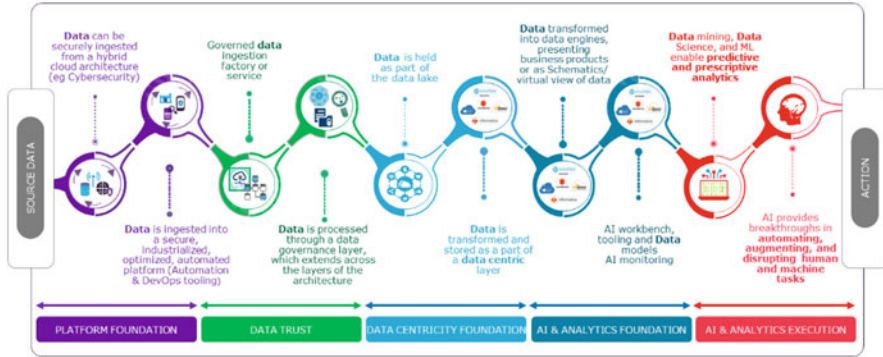 Data can be
securely ingested
from a hybrid
cloud architecture
(eg Cybersecurity)
Governed data
ingestion
factory or
service
Data is held
as part of
the data lake
Data transformed
into data engines,
presenting
business products
or as Schematics/
virtual view of data
Data mining, Data
Science, and ML
enable predictive
and prescriptive
analytics
SOURCE DATA
ACTION
Data is ingested into
a secure,
industrialized,
optimized, automated
platform (Automation
& DevOps tooling)
Data is processed
through a data
governance layer,
which extends across
the layers of the
architecture
Data is
transformed and
stored as a part of
a data centric
layer
AI workbench,
tooling and Data
models
AI monitoring
AI provides
breakthroughs in
automating,
augmenting, and
disrupting human
and machine
tasks
PLATFORM FOUNDATION
DATA TRUST
DATA CENTRICITY FOUNDATION
AI & ANALYTICS FOUNDATION
AI & ANALYTICS EXECUTION